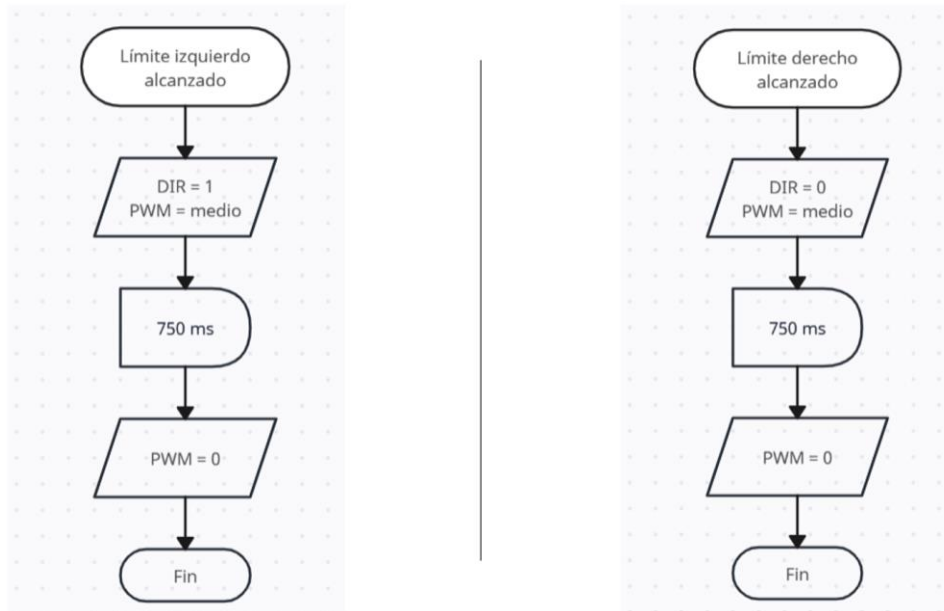 Límite izquierdo
alcanzado
DIR = 1
PWM = medio
750 ms
PWM = 0
Fin
Límite derecho
alcanzado
DIR = 0
PWM = medio
750 ms
PWM = 0
Fin